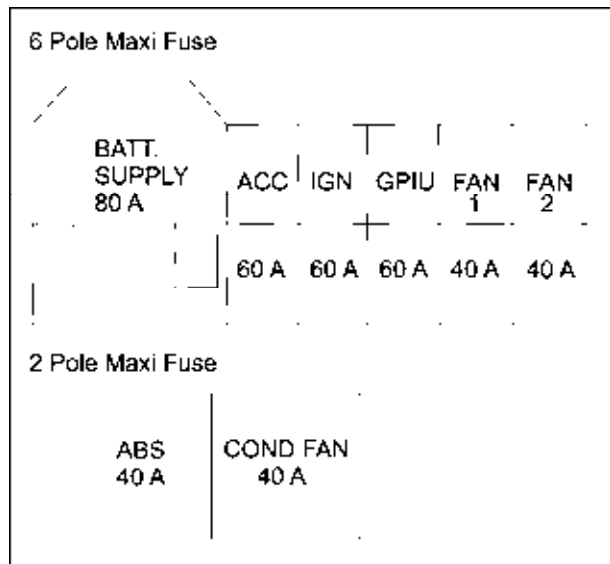 6 Pole Maxi Fuse
BATT.
SUPPLY
80 A
ACC IGN GPIU FAN 1 FAN 2
60 A 60 A 60 A 40 A 40 A
2 Pole Maxi Fuse
ABS COND FAN
40 A 40 A